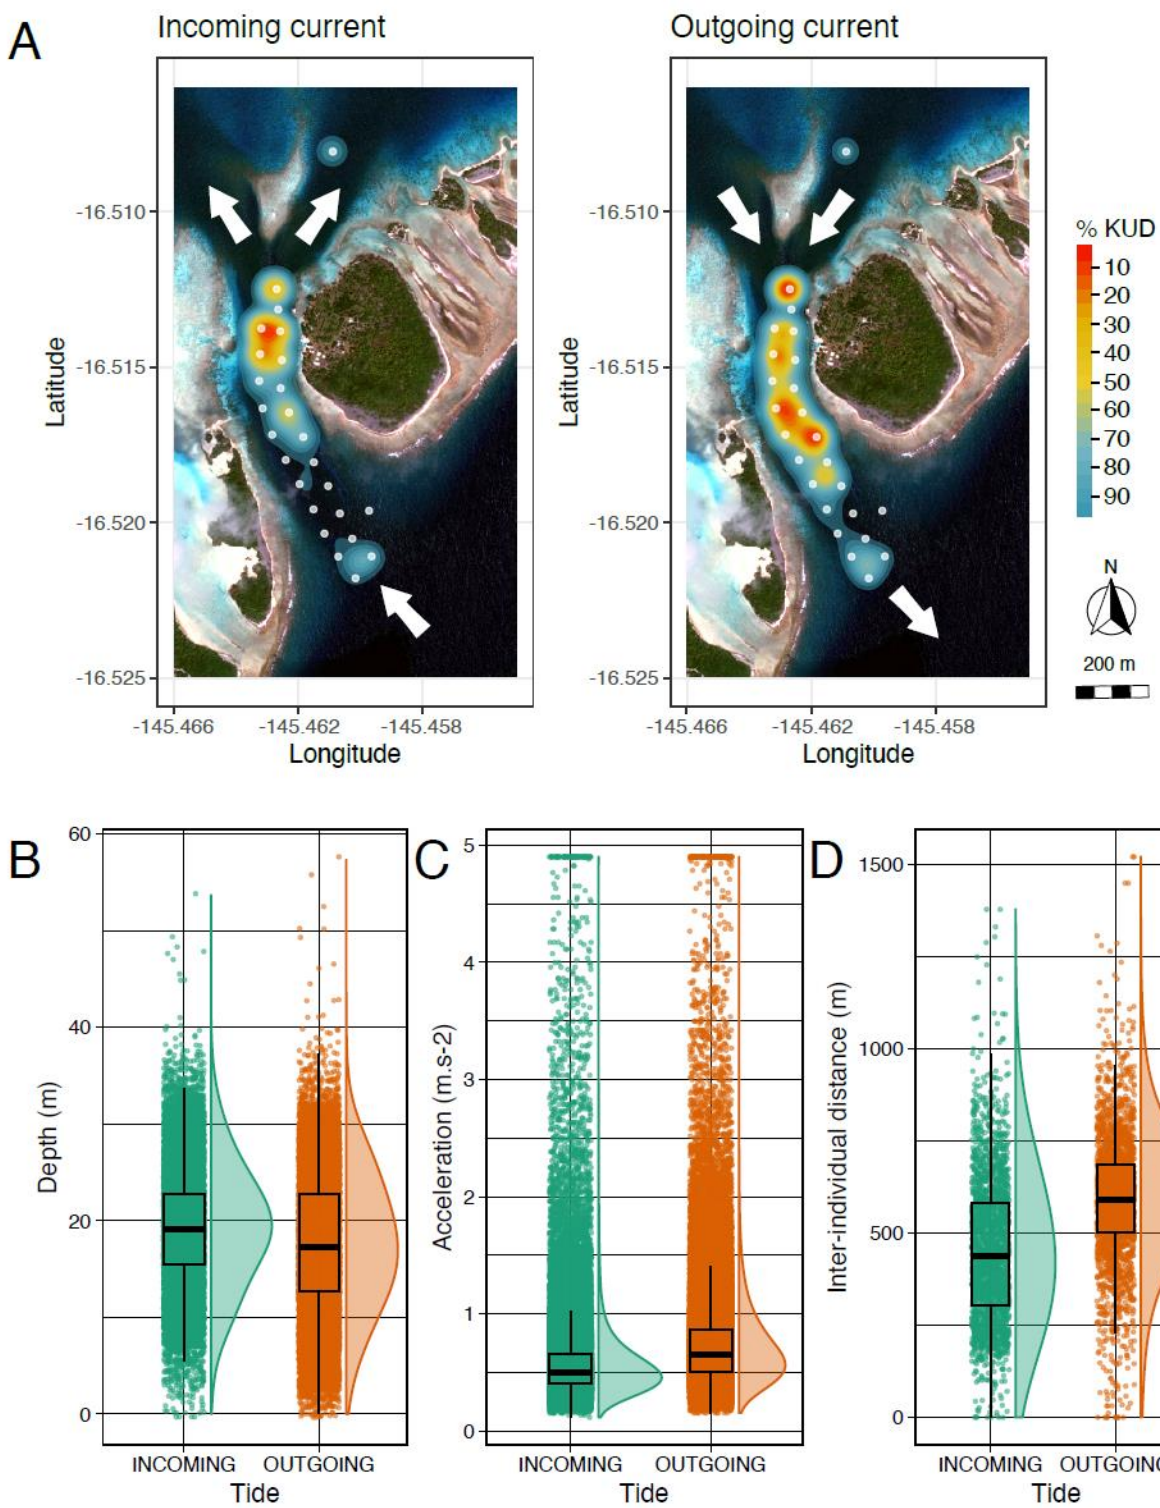 A
Incoming current
Outgoing current
Latitude
-16.510
-16.515
-16.520
-16.525
-145.466 -145.462 -145.458
Longitude
Latitude
-16.510
-16.515
-16.520
-16.525
-145.466 -145.462 -145.458
Longitude
% KUD
10
20
30
40
50
60
70
80
90
N
200 m
B
Depth (m)
60
40
20
0
INCOMING OUTGOING
Tide
C
Acceleration (m.s-2)
5
4
3
2
1
0
INCOMING OUTGOING
Tide
D
Inter-individual distance (m)
1500
1000
500
0
INCOMING OUTGOING
Tide